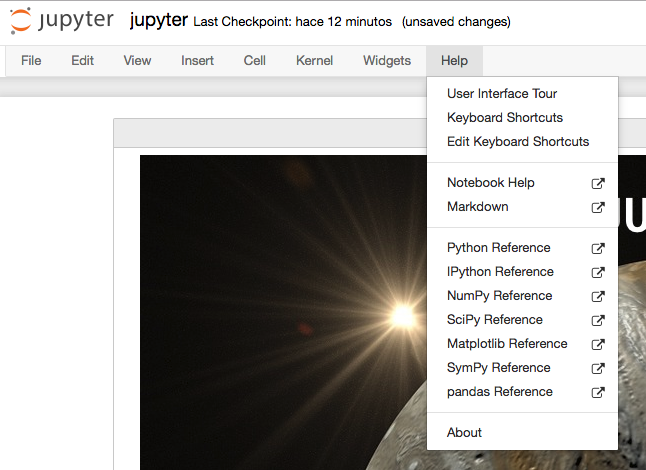 jupyter jupyter Last Checkpoint: hace 12 minutos (unsaved changes)
File Edit View Insert Cell Kernel Widgets Help
User Interface Tour
Keyboard Shortcuts
Edit Keyboard Shortcuts
Notebook Help
Markdown
Python Reference
IPython Reference
NumPy Reference
SciPy Reference
Matplotlib Reference
SymPy Reference
pandas Reference
About